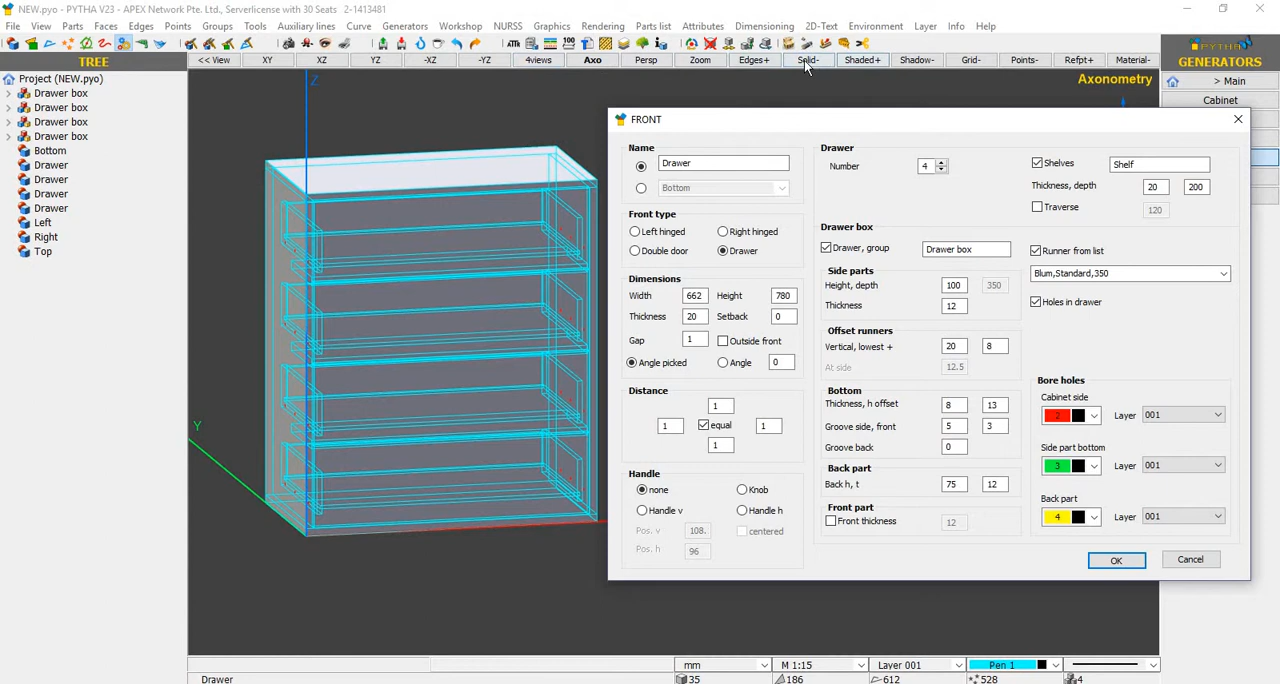 NEW.pyo -- PYTHA V23 - APEX Network Pte. Ltd., Serverlicense with 30 Seats 2-1413481
File View Parts Faces Edges Points Groups Tools Auxiliary lines Curve Generators Workshop NURSS Graphics Rendering Parts list Attributes Dimensioning 2D-Text Environment Layer Info Help
TREE
<< View XY XZ YZ -XZ -YZ 4views Axo Persp Zoom Edges+ Solid- Shaded+ Shadow- Grid- Points- Refpt+ Material-
PYTHA
GENERATORS
Project (NEW.pyo)
Drawer box
Drawer box
Drawer box
Drawer box
Bottom
Drawer
Drawer
Drawer
Drawer
Left
Right
Top
Z
Y
Axonometry
> Main
Cabinet
FRONT
Name
Drawer
Bottom
Front type
Left hinged Right hinged
Double door Drawer
Dimensions
Width 662 Height 780
Thickness 20 Setback 0
Gap 1 Outside front
Angle picked Angle 0
Distance
1
1 equal 1
1
Handle
none Knob
Handle v Handle h
Pos. v 108. centered
Pos. h 96
Drawer
Number 4
Shelves Shelf
Thickness, depth 20 200
Traverse 120
Drawer box
Drawer, group Drawer box
Runner from list
Blum,Standard,350
Holes in drawer
Side parts
Height, depth 100 350
Thickness 12
Offset runners
Vertical, lowest + 20 8
At side 12.5
Bottom
Thickness, h offset 8 13
Groove side, front 5 3
Groove back 0
Back part
Back h, t 75 12
Front part
Front thickness 12
Bore holes
Cabinet side
2 Layer 001
Side part bottom
3 Layer 001
Back part
4 Layer 001
OK Cancel
mm M 1:15 Layer 001 Pen 1
Drawer 35 186 612 528 4